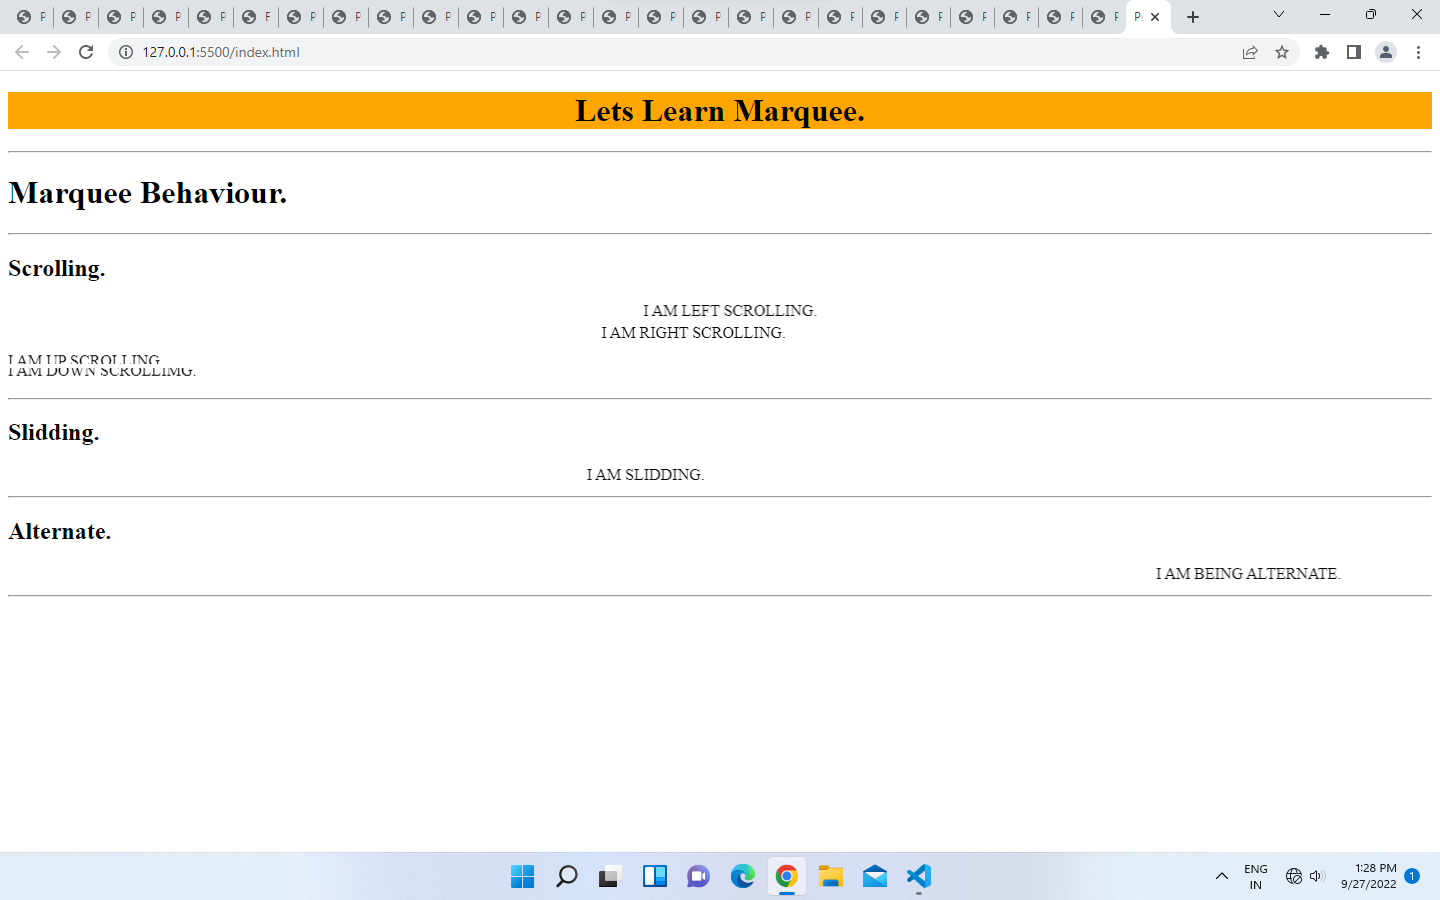 127.0.0.1:5500/index.html
Lets Learn Marquee.
Marquee Behaviour.
Scrolling.
I AM LEFT SCROLLING.
I AM RIGHT SCROLLING.
I AM UP SCROLLING
I AM DOWN SCROLLIMG.
Slidding.
I AM SLIDDING.
Alternate.
I AM BEING ALTERNATE.
ENG
IN
1:28 PM
9/27/2022
1